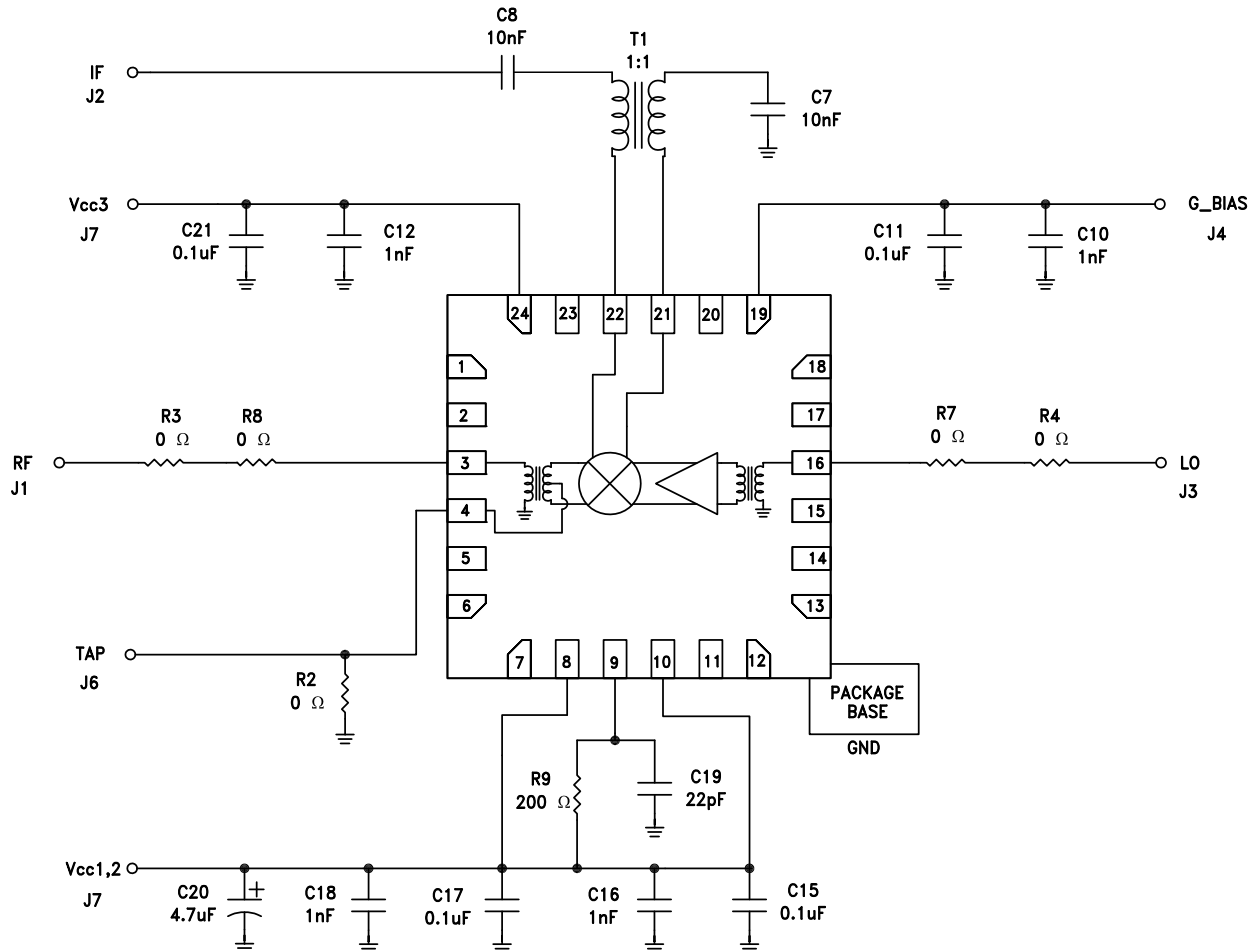 C8
10nF
T1
1:1
IF
J2
C7
10nF
Vcc3
J7
C21
0.1uF
C12
1nF
C11
0.1uF
C10
1nF
G_BIAS
J4
24
23
22
21
20
19
1
2
3
4
5
6
18
17
16
15
14
13
R3
0 Ω
R8
0 Ω
RF
J1
R7
0 Ω
R4
0 Ω
LO
J3
TAP
J6
R2
0 Ω
7
8
9
10
11
12
PACKAGE
BASE
GND
R9
200 Ω
C19
22pF
Vcc1,2
J7
C20
4.7uF
+
C18
1nF
C17
0.1uF
C16
1nF
C15
0.1uF